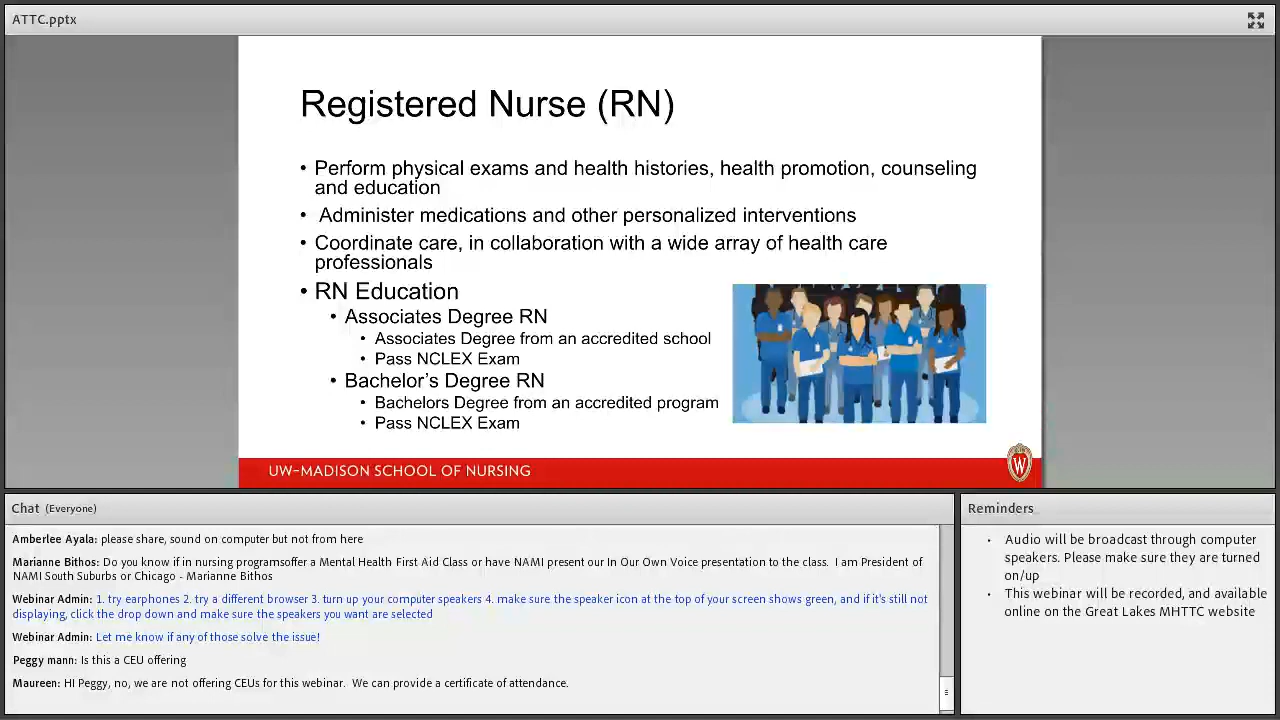 ATTC.pptx
Registered Nurse (RN)
• Perform physical exams and health histories, health promotion, counseling
and education
• Administer medications and other personalized interventions
• Coordinate care, in collaboration with a wide array of health care
professionals
• RN Education
• Associates Degree RN
• Associates Degree from an accredited school
• Pass NCLEX Exam
• Bachelor's Degree RN
• Bachelors Degree from an accredited program
• Pass NCLEX Exam
UW-MADISON SCHOOL OF NURSING
W
Chat (Everyone)
Amberlee Ayala: please share, sound on computer but not from here
Marianne Bithos: Do you know if in nursing programsoffer a Mental Health First Aid Class or have NAMI present our In Our Own Voice presentation to the class. I am President of
NAMI South Suburbs or Chicago - Marianne Bithos
Webinar Admin: 1. try earphones 2. try a different browser 3. turn up your computer speakers 4. make sure the speaker icon at the top of your screen shows green, and if it's still not
displaying, click the drop down and make sure the speakers you want are selected
Webinar Admin: Let me know if any of those solve the issue!
Peggy mann: Is this a CEU offering
Maureen: HI Peggy, no, we are not offering CEUs for this webinar. We can provide a certificate of attendance.
Reminders
• Audio will be broadcast through computer
speakers. Please make sure they are turned
on/up
• This webinar will be recorded, and available
online on the Great Lakes MHTTC website